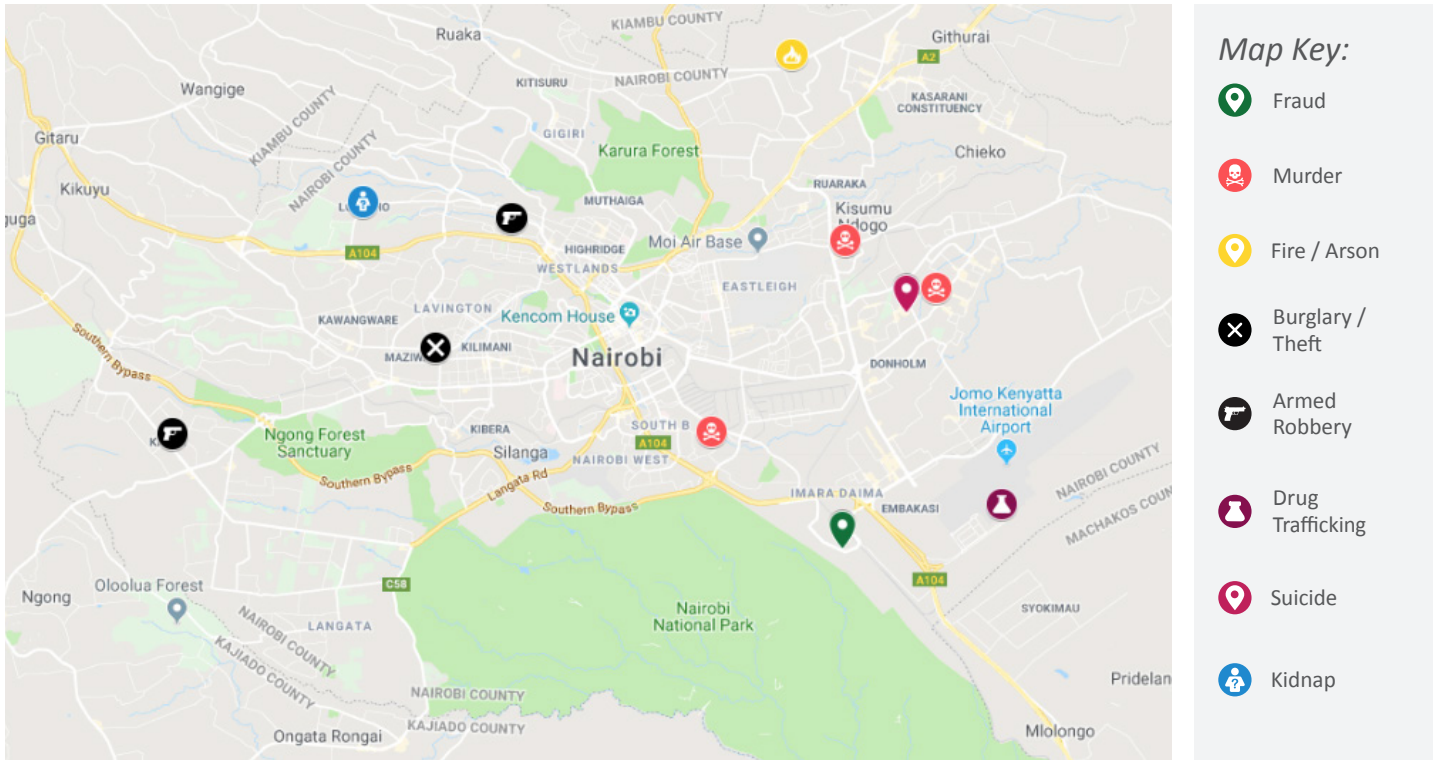 KIAMBU COUNTY
Ruaka
Githurai
A2
KITISURU
NAIROBI COUNTY
Wangige
KASARANI
CONSTITUENCY
KIAMBU COUNTY
NAIROBI COUNTY
GIGIRI
Gitaru
Karura Forest
Chieko
Kikuyu
RUARAKA
MUTHAIGA
Kisumu
Ndogo
A104
HIGHRIDGE
Moi Air Base
WESTLANDS
EASTLEIGH
LAVINGTON
Kencom House
KAWANGWARE
KILIMANI
Nairobi
Southern Bypass
DONHOLM
Jomo Kenyatta
International
Airport
SOUTH B
KIBERA
A104
Ngong Forest
Sanctuary
Silanga
NAIROBI WEST
Southern Bypass
Langata Rd
Southern Bypass
IMARA DAIMA
EMBAKASI
NAIROBI COUNTY
A104
C58
Oloolua Forest
Ngong
LANGATA
Nairobi
National Park
SYOKIMAU
NAIROBI COUNTY
KAJIADO COUNTY
NAIROBI COUNTY
KAJIADO COUNTY
Ongata Rongai
Mlolongo
Map Key:
Fraud
Murder
Fire / Arson
Burglary /
Theft
Armed
Robbery
Drug
Trafficking
Suicide
Kidnap